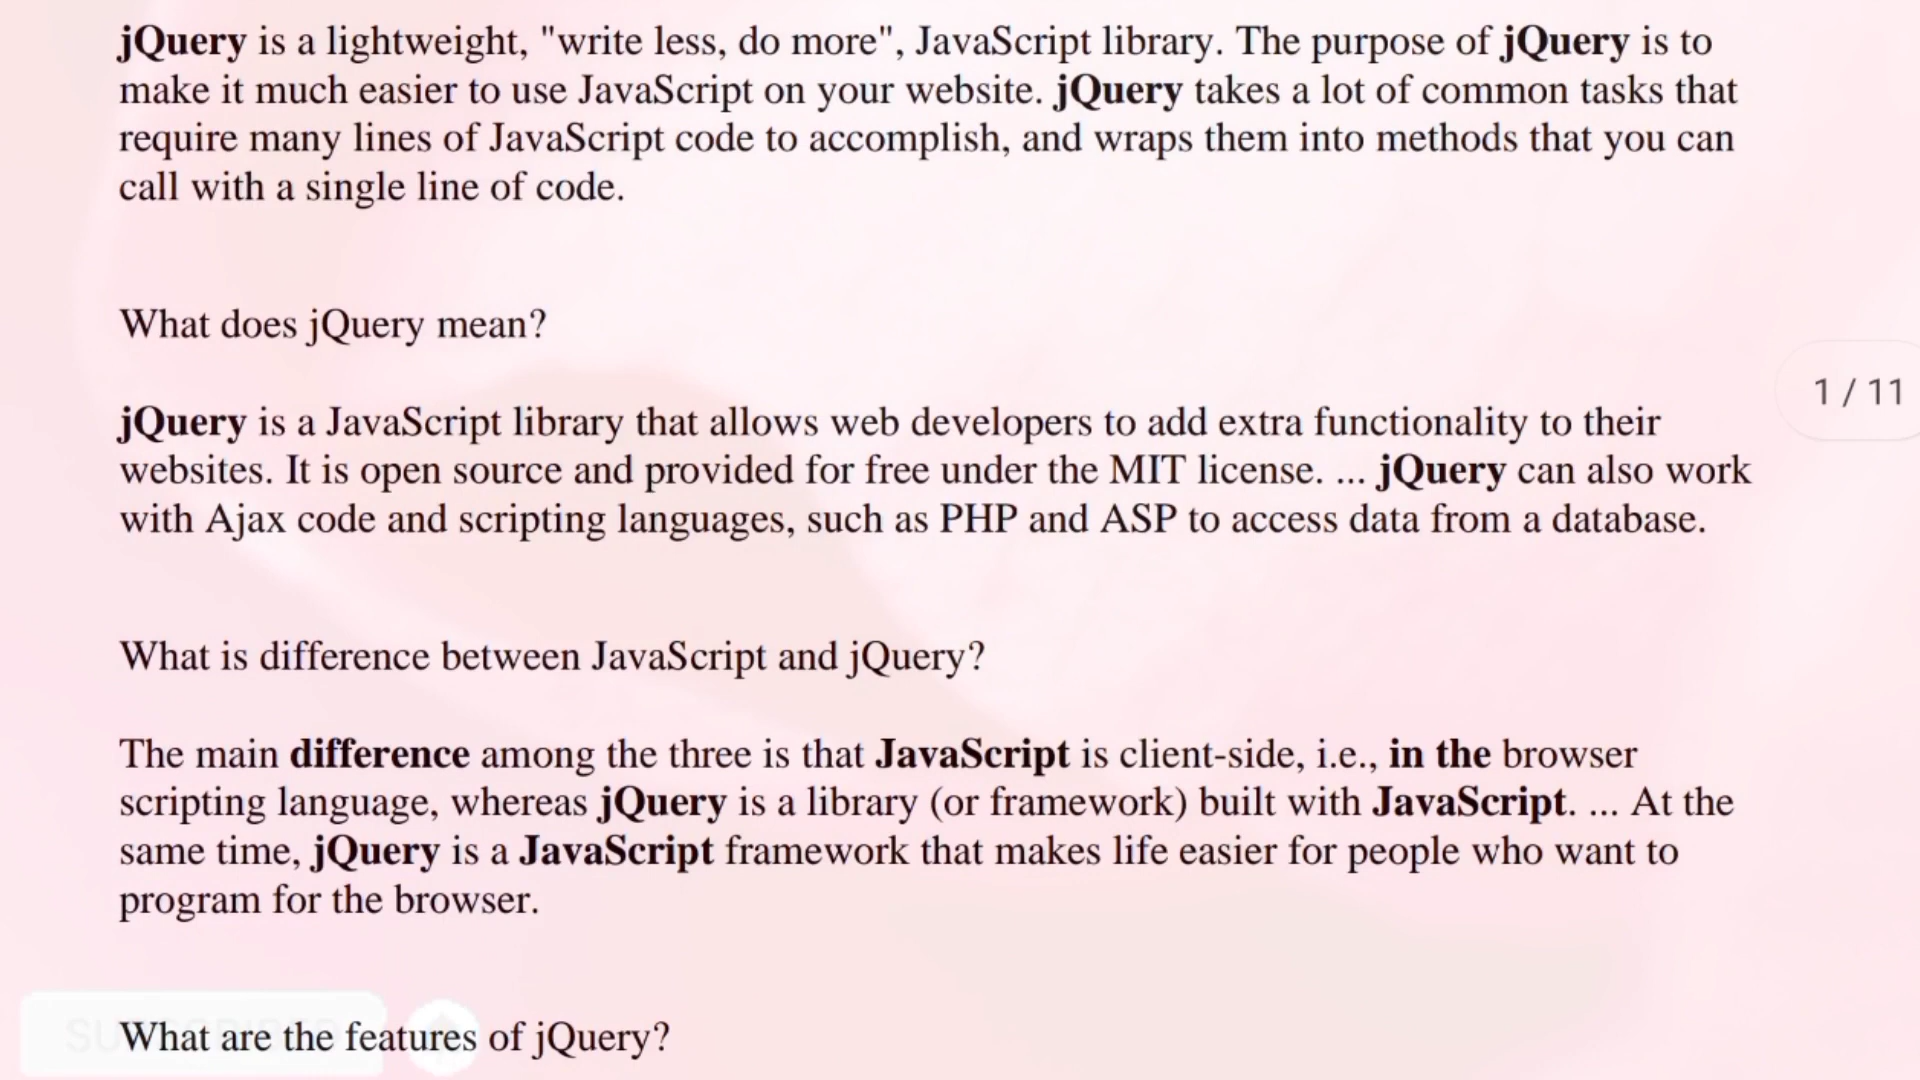 jQuery is a lightweight, "write less, do more", JavaScript library. The purpose of jQuery is to
make it much easier to use JavaScript on your website. jQuery takes a lot of common tasks that
require many lines of JavaScript code to accomplish, and wraps them into methods that you can
call with a single line of code.
What does jQuery mean?
1 / 11
jQuery is a JavaScript library that allows web developers to add extra functionality to their
websites. It is open source and provided for free under the MIT license. ... jQuery can also work
with Ajax code and scripting languages, such as PHP and ASP to access data from a database.
What is difference between JavaScript and jQuery?
The main difference among the three is that JavaScript is client-side, i.e., in the browser
scripting language, whereas jQuery is a library (or framework) built with JavaScript. ... At the
same time, jQuery is a JavaScript framework that makes life easier for people who want to
program for the browser.
What are the features of jQuery?